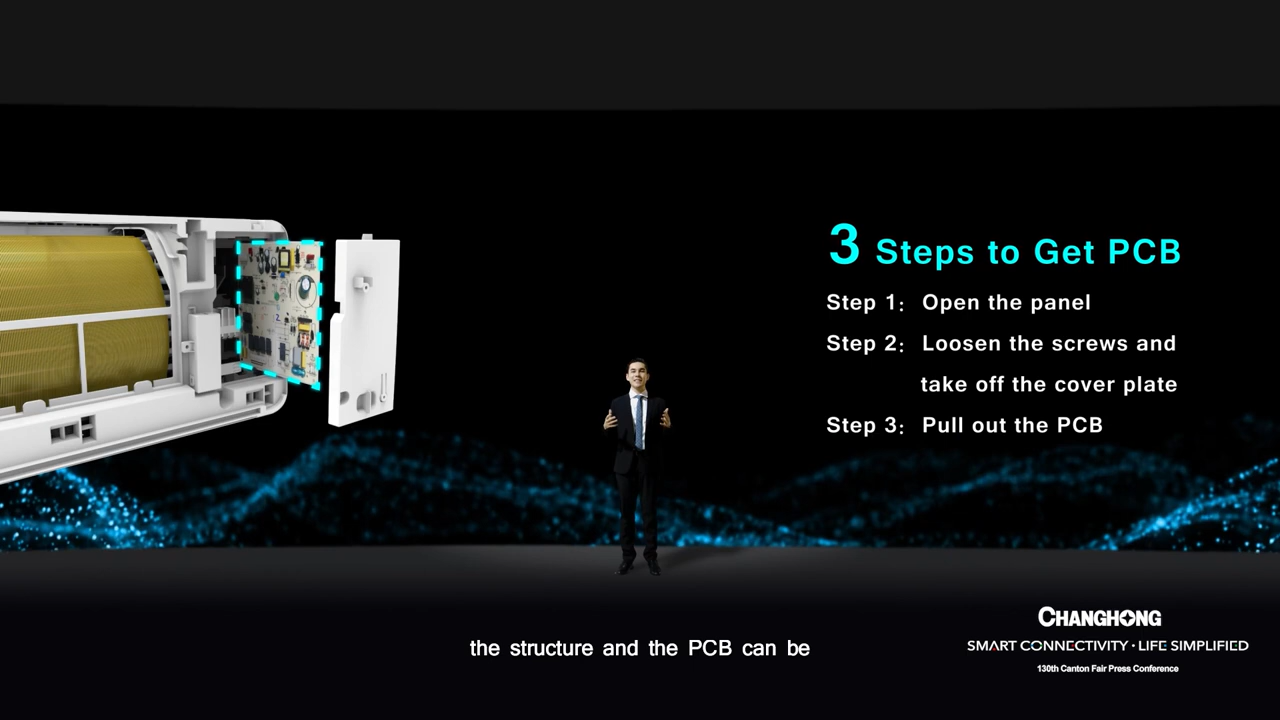 3 Steps to Get PCB
Step 1: Open the panel
Step 2: Loosen the screws and
take off the cover plate
Step 3: Pull out the PCB
CHANGHONG
SMART CONNECTIVITY · LIFE SIMPLIFIED
130th Canton Fair Press Conference
the structure and the PCB can be